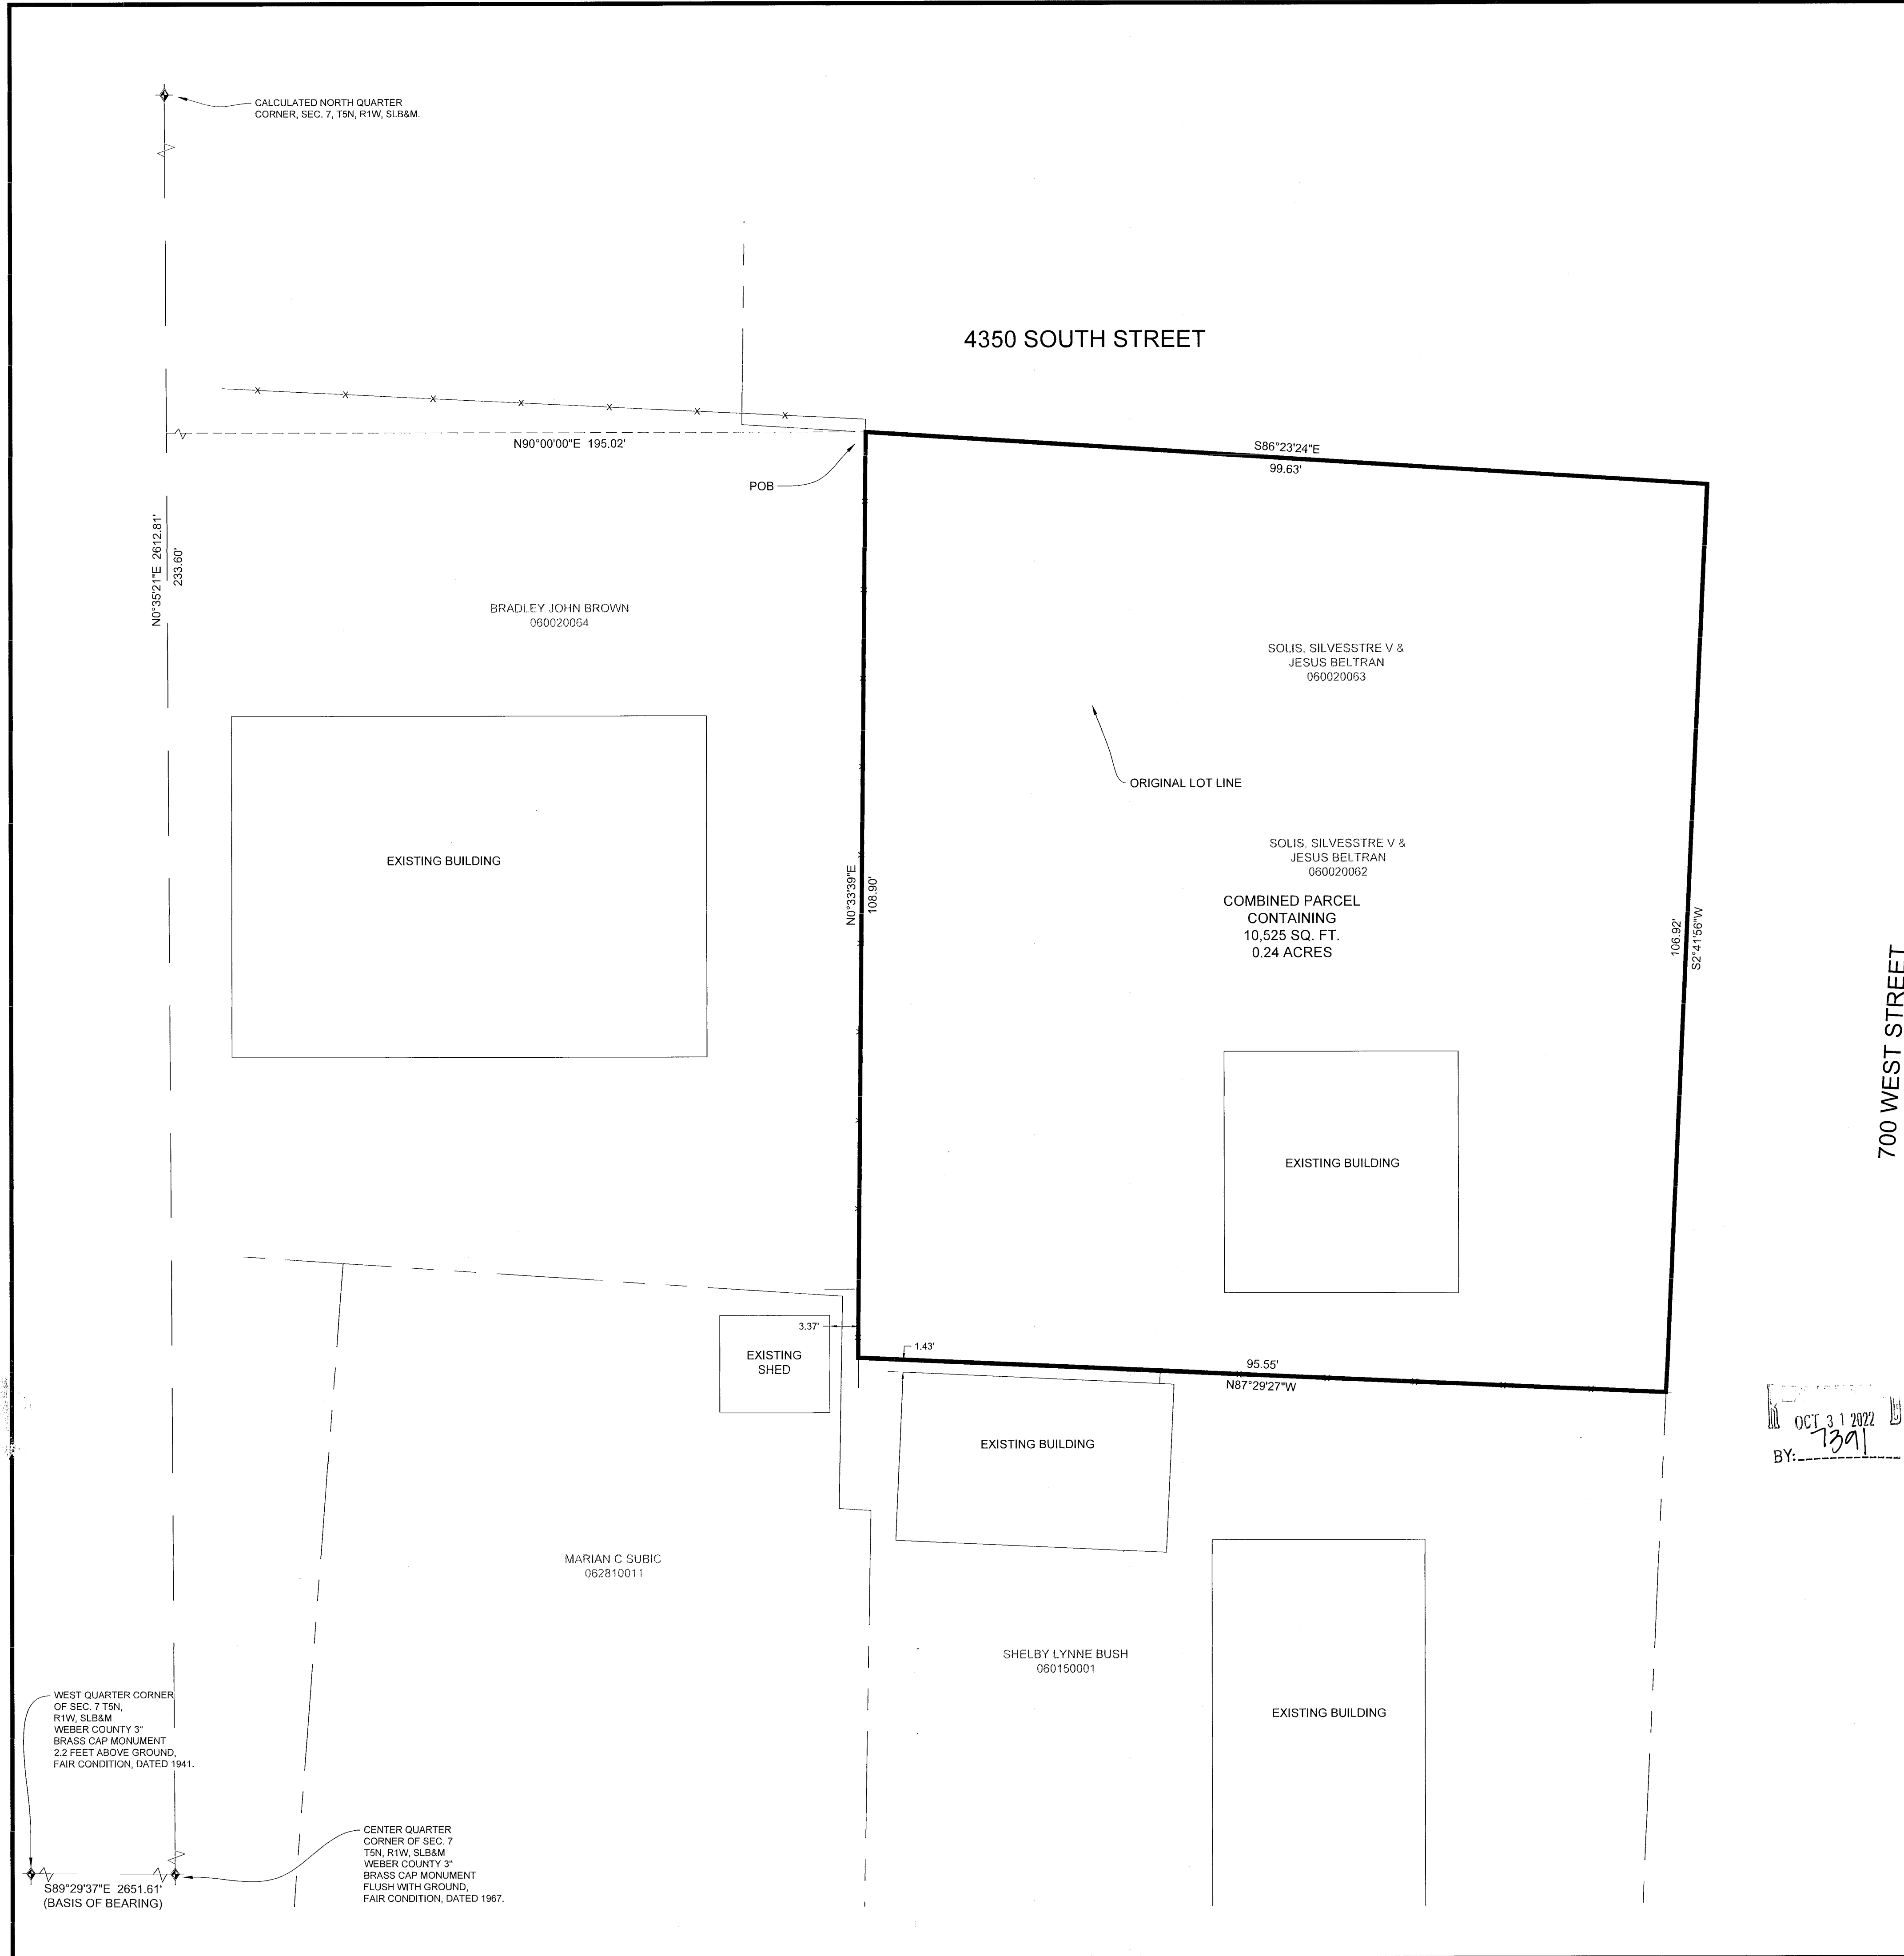 CALCULATED NORTH QUARTER
CORNER, SEC. 7, T5N, R1W, SLB&M.
4350 SOUTH STREET
N90°00'00"E 195.02'
S86°23'24"E
99.63'
POB
N0°35'21"E 2612.81'
233.60'
BRADLEY JOHN BROWN
060020064
SOLIS, SILVESSTRE V &
JESUS BELTRAN
060020063
ORIGINAL LOT LINE
EXISTING BUILDING
SOLIS, SILVESSTRE V &
JESUS BELTRAN
060020062
COMBINED PARCEL
CONTAINING
10,525 SQ. FT.
0.24 ACRES
N0°33'39"E
108.90'
106.92'
S2°41'56"W
700 WEST STREET
EXISTING BUILDING
3.37'
1.43'
EXISTING
SHED
95.55'
N87°29'27"W
OCT 31 2022
7391
BY:
EXISTING BUILDING
MARIAN C SUBIC
062810011
SHELBY LYNNE BUSH
060150001
EXISTING BUILDING
WEST QUARTER CORNER
OF SEC. 7 T5N,
R1W, SLB&M
WEBER COUNTY 3"
BRASS CAP MONUMENT
2.2 FEET ABOVE GROUND,
FAIR CONDITION, DATED 1941.
CENTER QUARTER
CORNER OF SEC. 7
T5N, R1W, SLB&M
WEBER COUNTY 3"
BRASS CAP MONUMENT
FLUSH WITH GROUND,
FAIR CONDITION, DATED 1967.
S89°29'37"E 2651.61'
(BASIS OF BEARING)